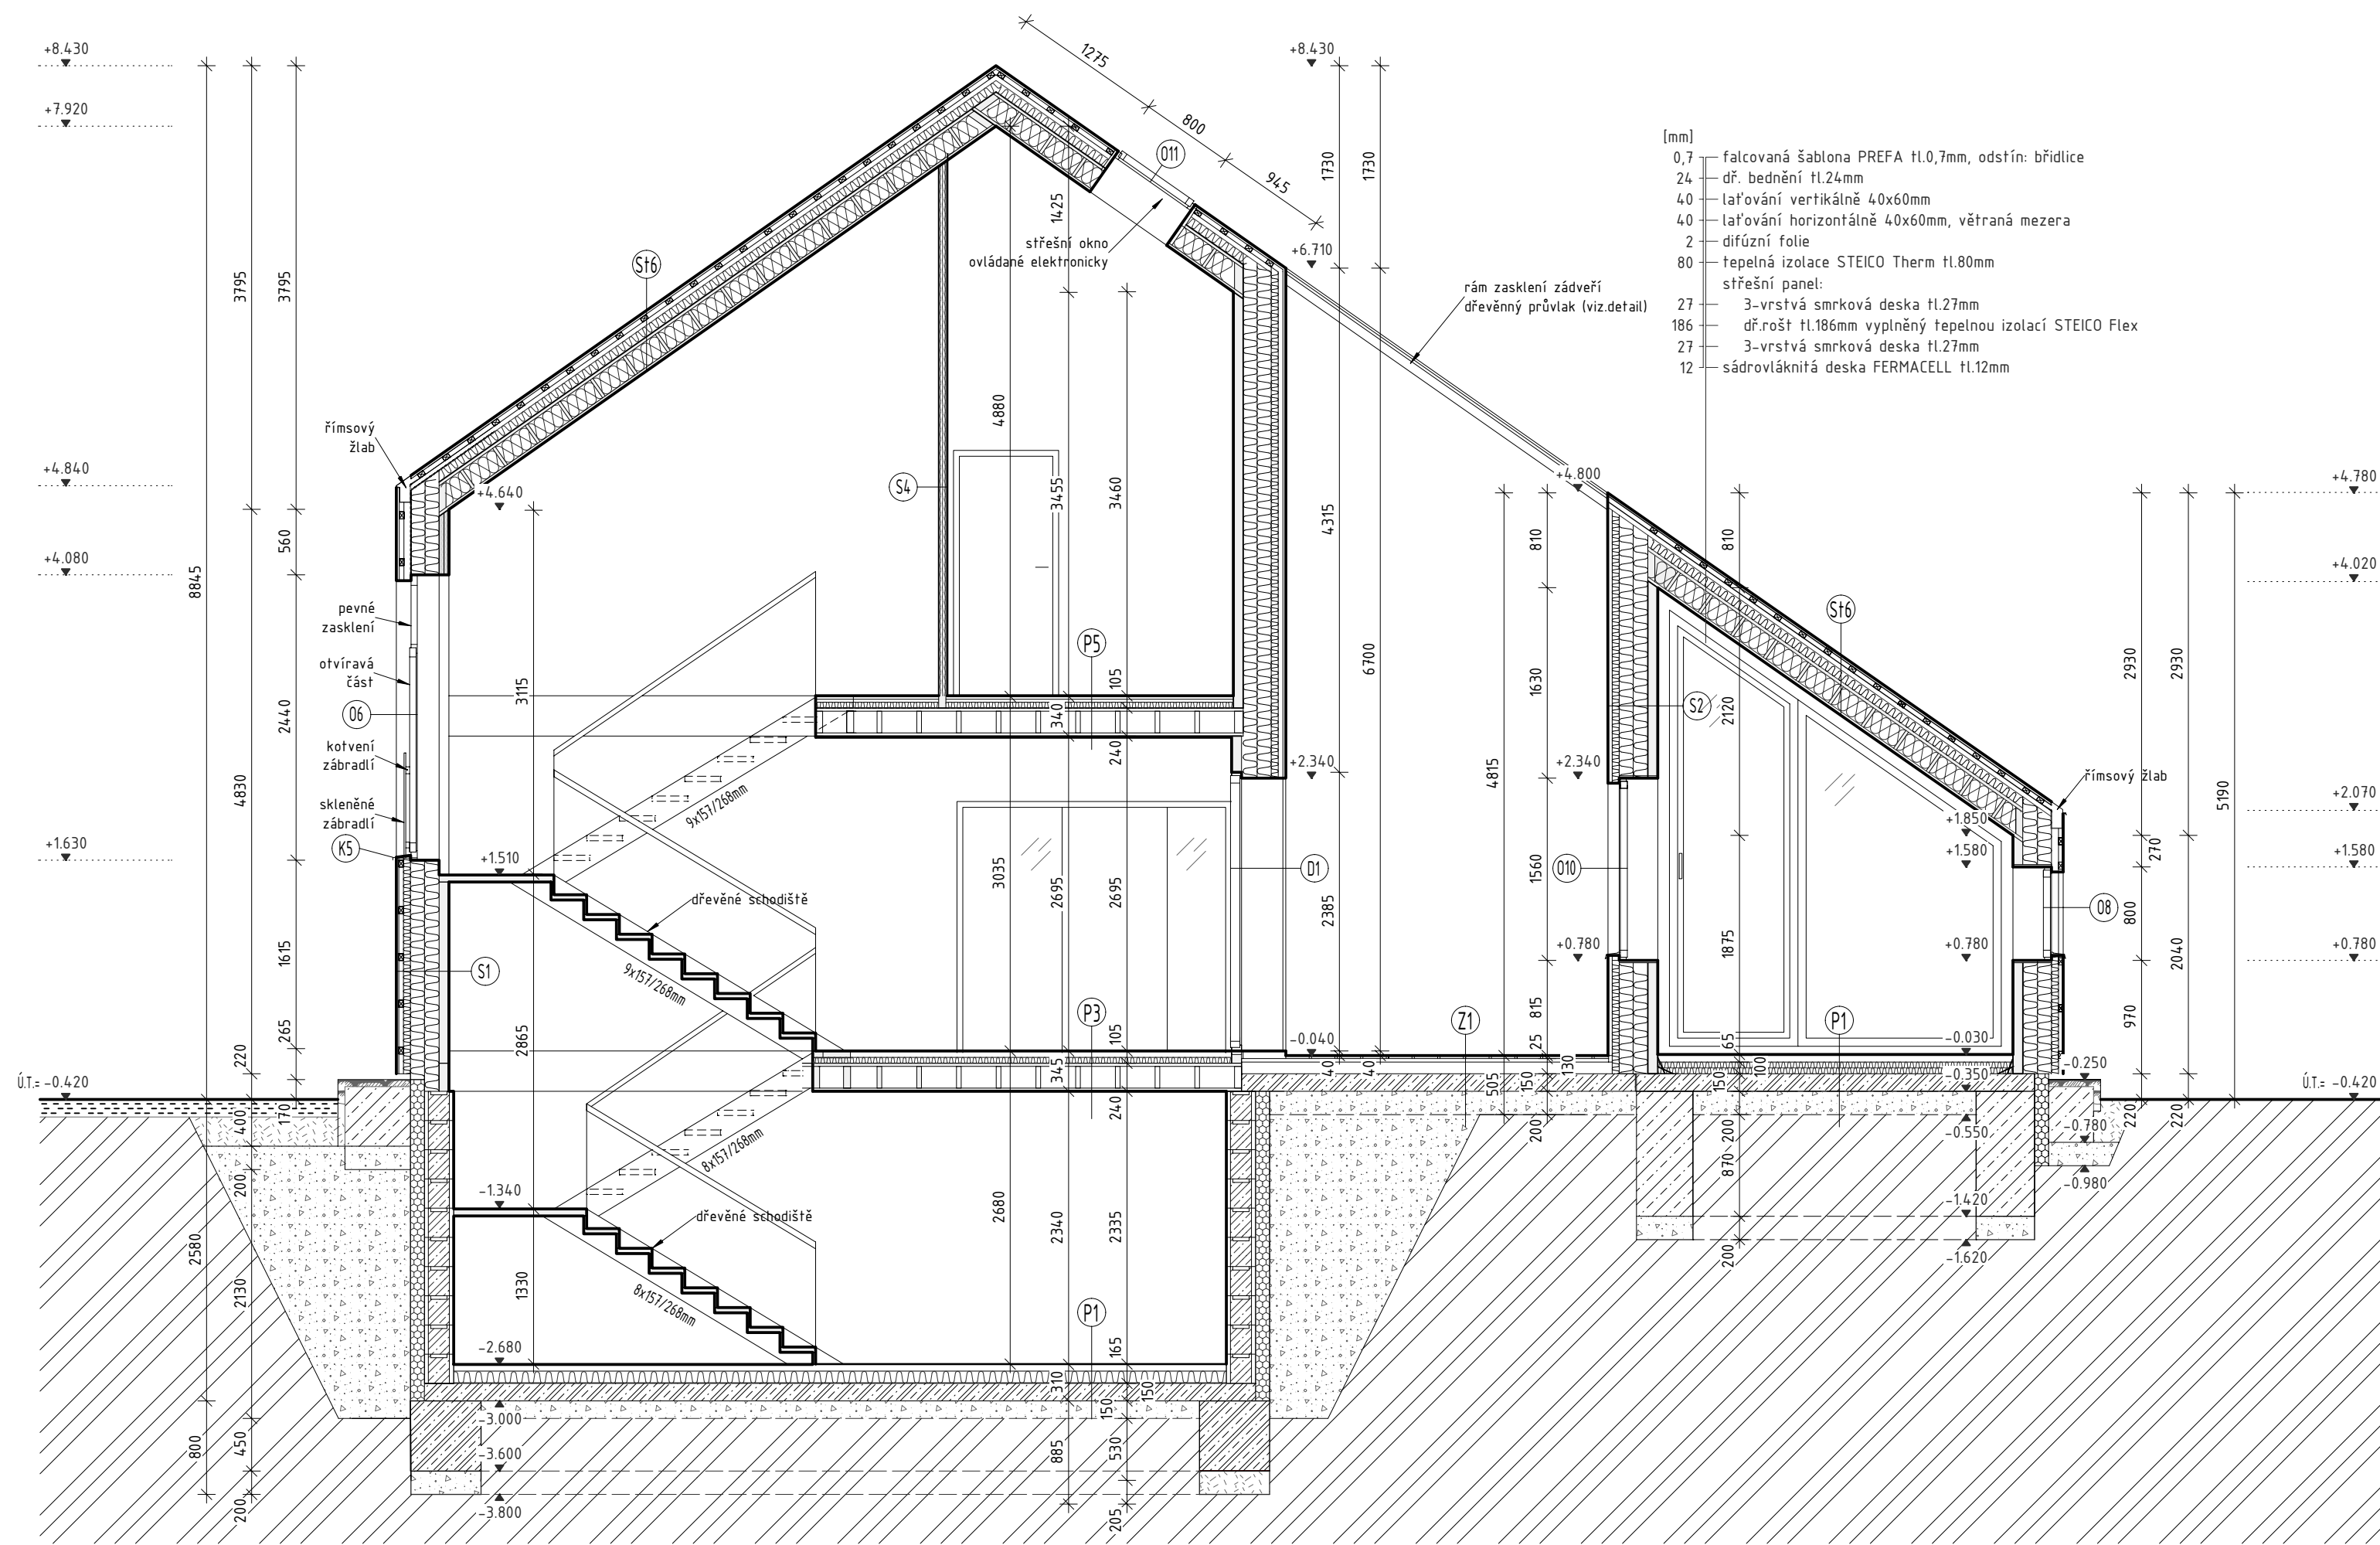 +8.430
+7.920
+4.840
+4.080
+1.630
Ú.T.= -0.420
8845
2580
800
3795
4830
220
400
200
2130
450
200
3795
560
2440
1615
265
170
římsový
žlab
pevné
zasklení
otvíravá
část
O6
kotvení
zábradlí
skleněné
zábradlí
K5
S1
St6
+4.640
3115
+1.510
2865
-1.340
1330
-2.680
-3.000
-3.600
-3.800
9x157/268mm
dřevěné schodiště
9x157/268mm
8x157/268mm
dřevěné schodiště
8x157/268mm
S4
4880
3035
2680
1425
3455
340
2695
345
2340
310
885
3460
105
240
2695
105
240
2335
165
150
150
530
205
P5
P3
P1
1275
800
945
O11
střešní okno
ovládané elektronicky
+8.430
+6.710
1730
4315
2385
40
1730
6700
40
+2.340
D1
-0.040
rám zasklení zádveří
dřevěnný průvlak (viz.detail)
[mm]
0,7 falcovaná šablona PREFA tl.0,7mm, odstín: břidlice
24 dř. bednění tl.24mm
40 laťování vertikálně 40x60mm
40 laťování horizontálně 40x60mm, větraná mezera
2 difúzní folie
80 tepelná izolace STEICO Therm tl.80mm
střešní panel:
27 3-vrstvá smrková deska tl.27mm
186 dř.rošt tl.186mm vyplněný tepelnou izolací STEICO Flex
27 3-vrstvá smrková deska tl.27mm
12 sádrovláknitá deska FERMACELL tl.12mm
+4.800
4815
505
810
1630
1560
815
25
150
200
130
+2.340
O10
+0.780
Z1
S2
810
2120
1875
65
100
150
200
870
200
St6
P1
+1.850
+1.580
+0.780
-0.030
-0.350
-0.550
-1.420
-1.620
římsový žlab
O8
-0.250
-0.780
-0.980
2930
270
800
970
220
2930
2040
220
5190
+4.780
+4.020
+2.070
+1.580
+0.780
Ú.T.= -0.420